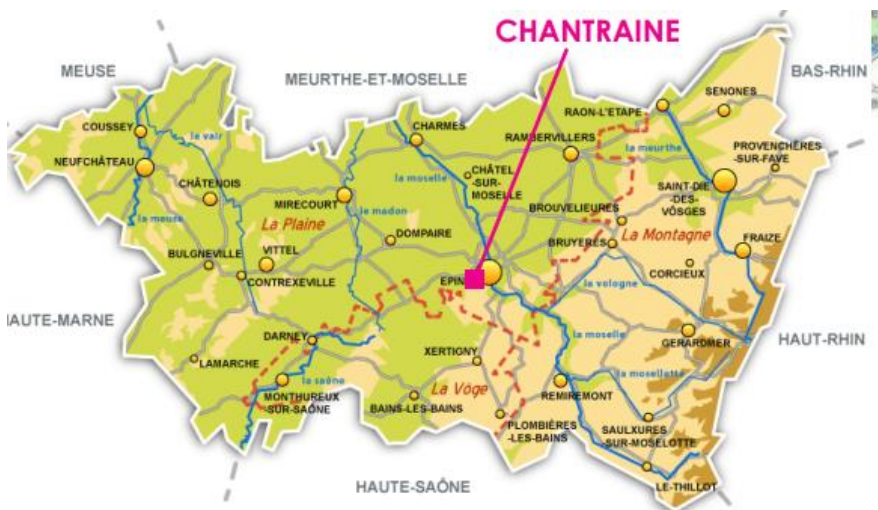 CHANTRAINE
MEUSE
MEURTHE-ET-MOSELLE
BAS-RHIN
SENONES
RAON-L'ETAPE
COUSSEY
le vair
CHARMES
RAMBERVILLERS
la meurthe
PROVENCHÈRES
-SUR-FAVE
NEUFCHÂTEAU
CHÂTENOIS
la moselle
CHÂTEL
-SUR-
MOSELLE
SAINT-DIE
-DES-
VOSGES
MIRECOURT
le madon
BROUVELIEURES
la meuse
La Plaine
DOMPAIRE
BRUYERES
La Montagne
FRAIZE
BULGNEVILLE
VITTEL
CORCIEUX
CONTREXEVILLE
EPIN
la vologne
HAUTE-MARNE
DARNEY
la moselle
GERARDMER
HAUT-RHIN
LAMARCHE
XERTIGNY
la saône
La Vôge
la moselotte
MONTHUREUX
-SUR-SAÔNE
BAINS-LES-BAINS
REMIREMONT
PLOMBIÈRES
-LES-BAINS
SAULXURES
-SUR-MOSELOTTE
LE-THILLOT
HAUTE-SAÔNE